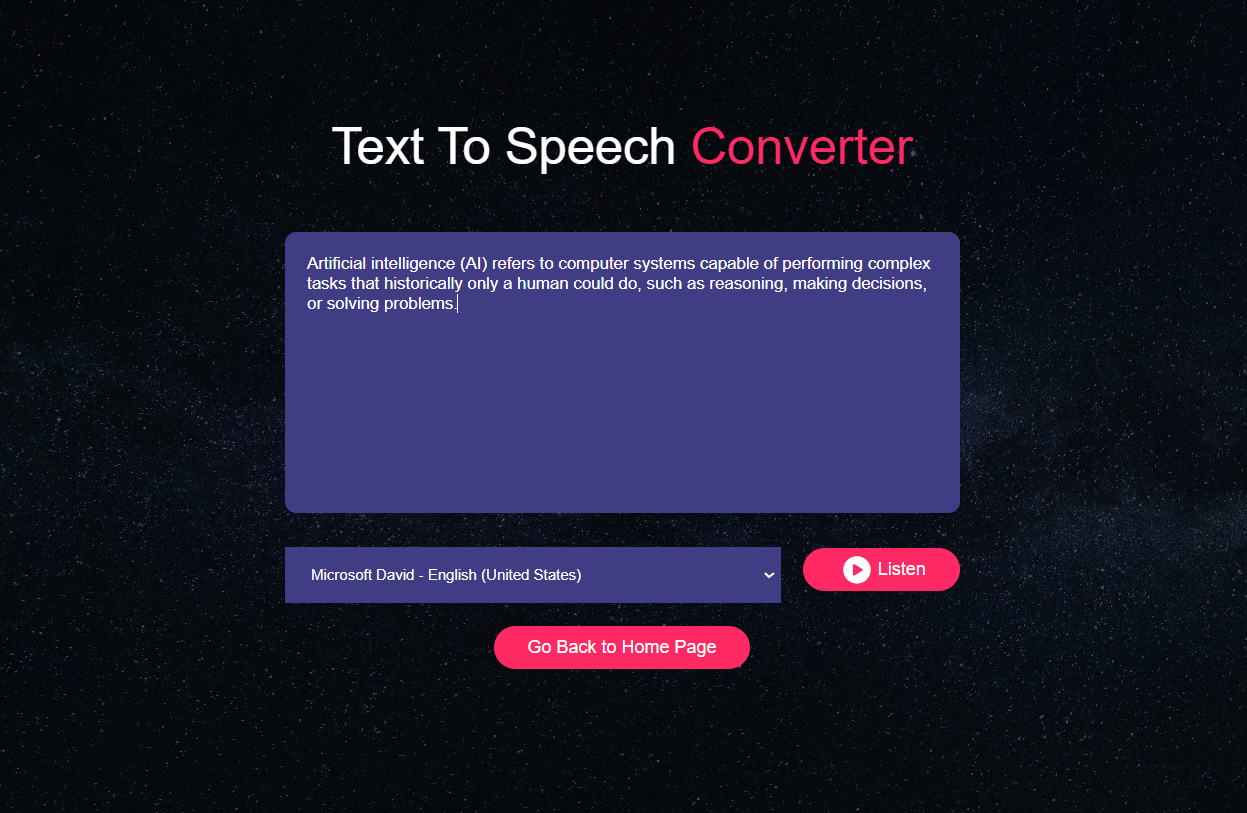 Text To Speech Converter
Artificial intelligence (AI) refers to computer systems capable of performing complex
tasks that historically only a human could do, such as reasoning, making decisions,
or solving problems.
Microsoft David - English (United States)
Listen
Go Back to Home Page